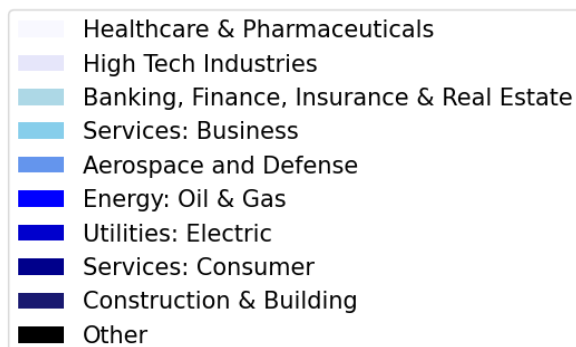 Healthcare & Pharmaceuticals
High Tech Industries
Banking, Finance, Insurance & Real Estate
Services: Business
Aerospace and Defense
Energy: Oil & Gas
Utilities: Electric
Services: Consumer
Construction & Building
Other